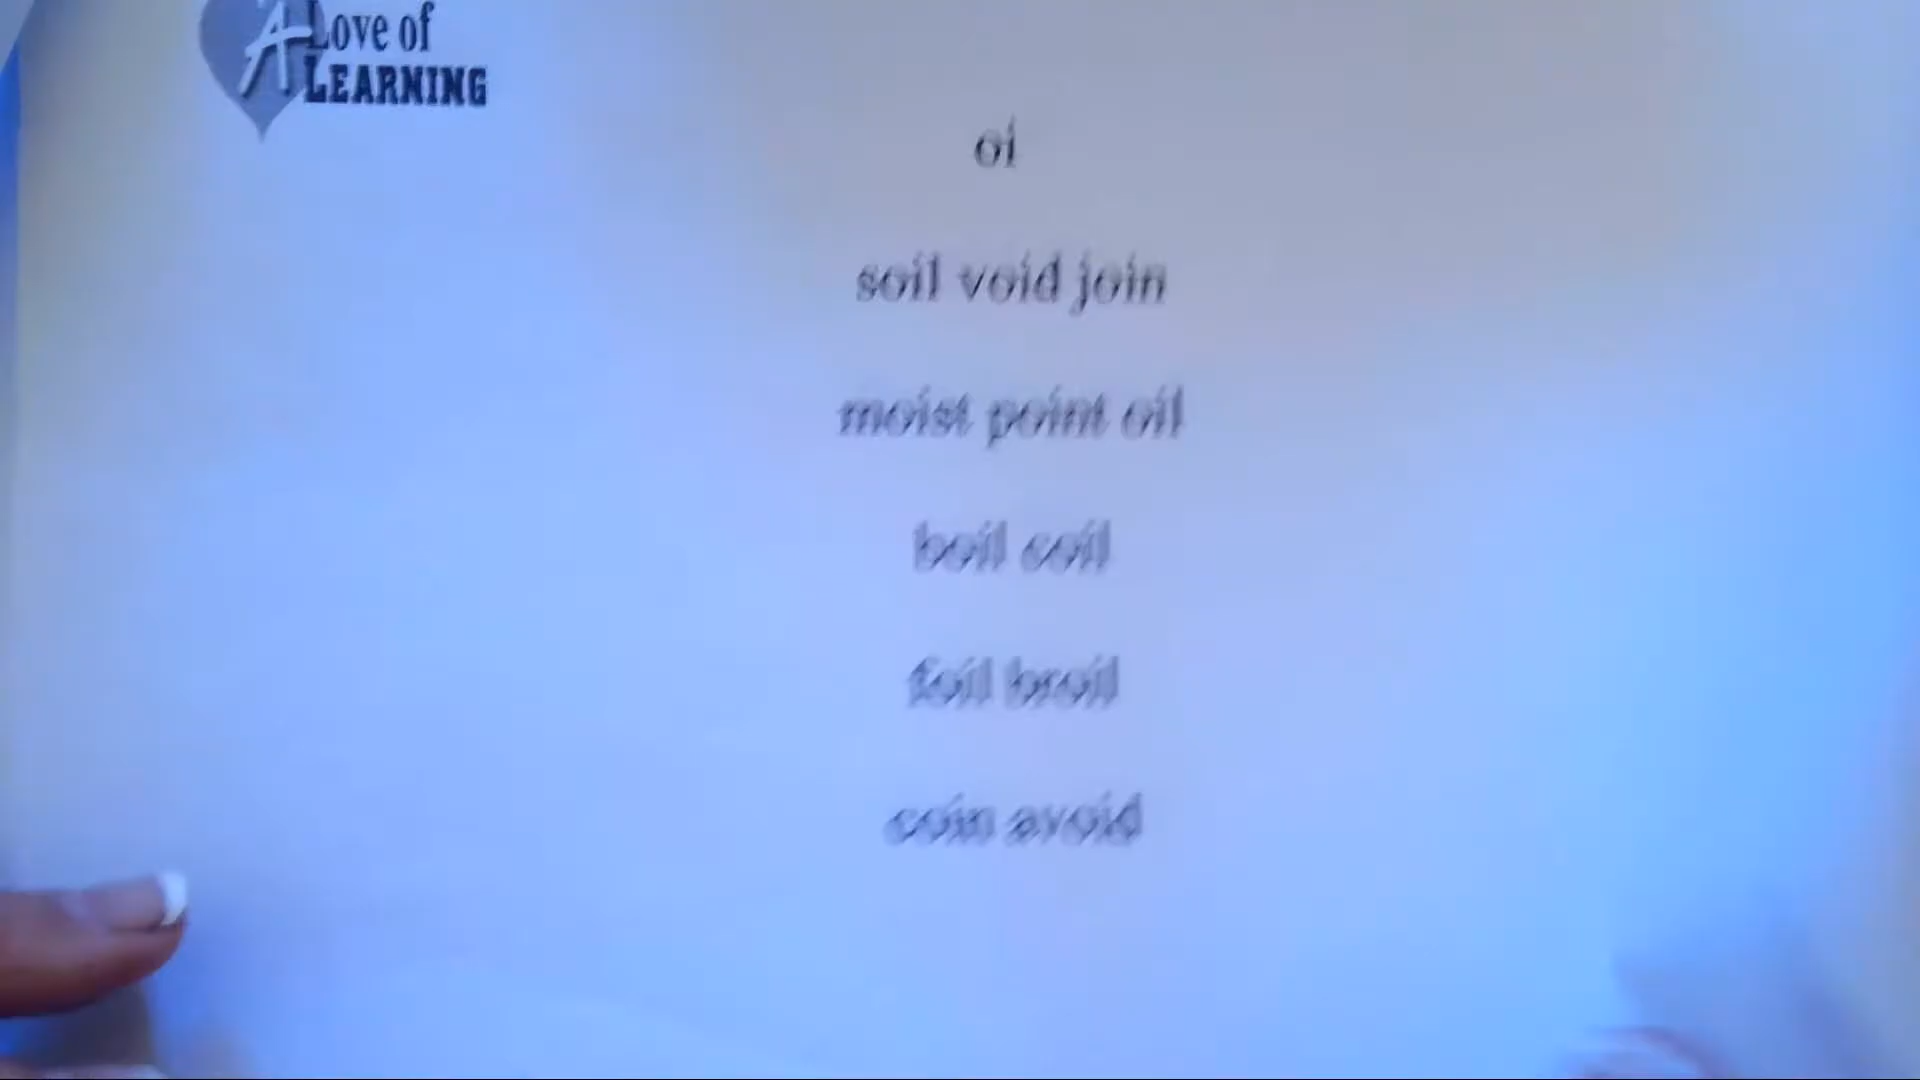 A Love of
LEARNING
oi
soil void join
moist point oil
boil coil
foil broil
coin avoid